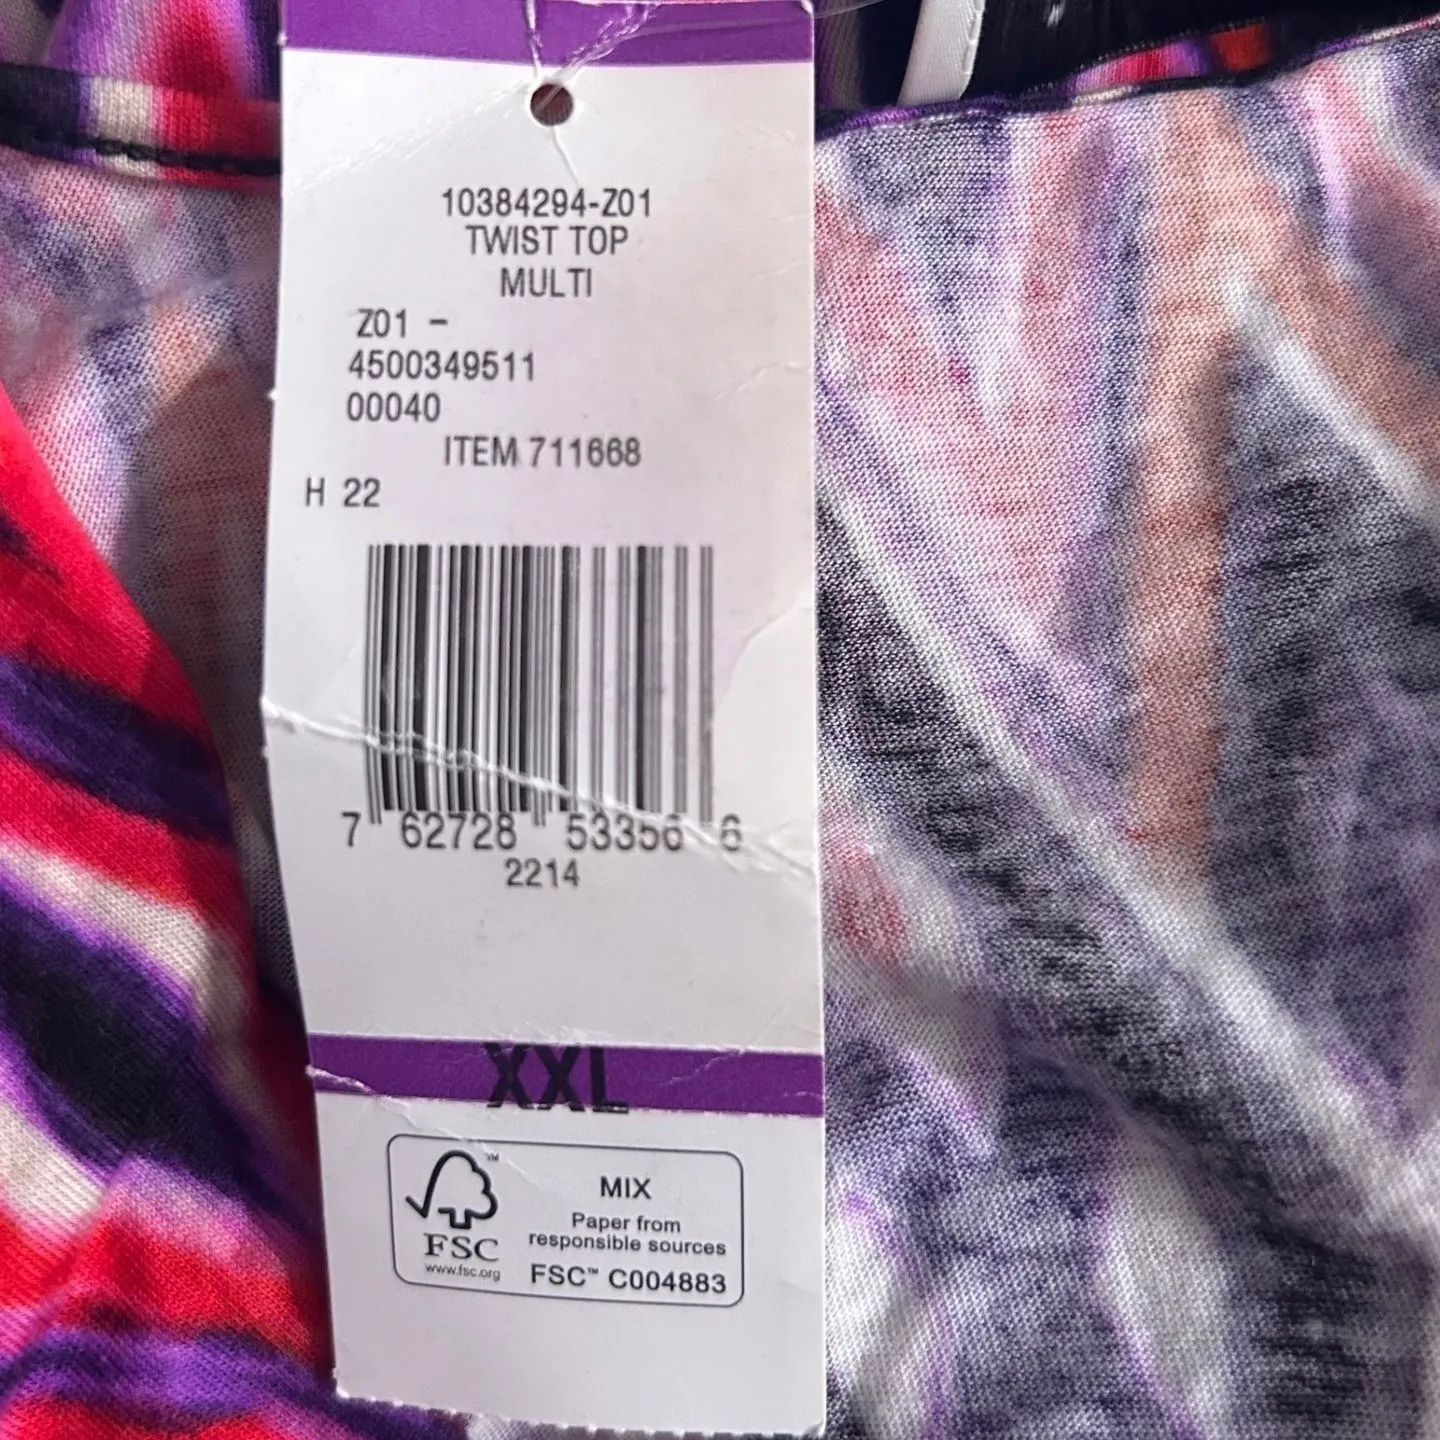 10384294-Z01
TWIST TOP
MULTI
Z01 –
4500349511
00040
ITEM 711668
H 22
7 62728 53356 6
2214
XXL
™
MIX
Paper from
responsible sources
FSC
www.fsc.org
FSC™ C004883